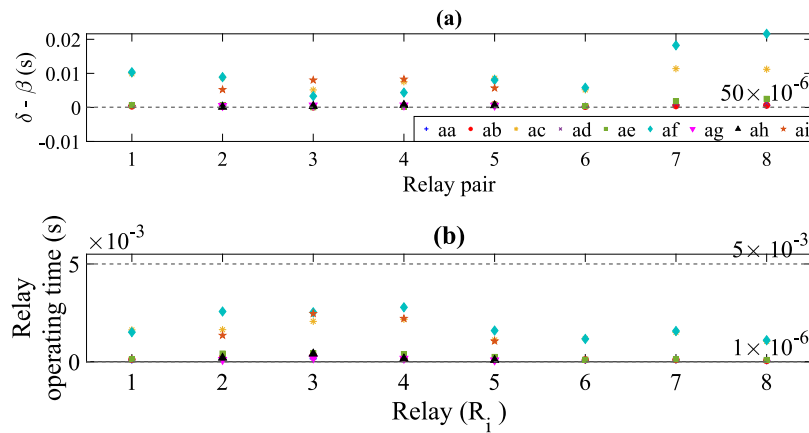 (a)
δ - β (s)
0.02
0.01
0
-0.01
50× 10⁻⁶
aa ab ac ad ae af ag ah ai
1 2 3 4 5 6 7 8
Relay pair
(b)
×10⁻³
Relay
operating time (s)
5
0
5× 10⁻³
1× 10⁻⁶
1 2 3 4 5 6 7 8
Relay (R_i)